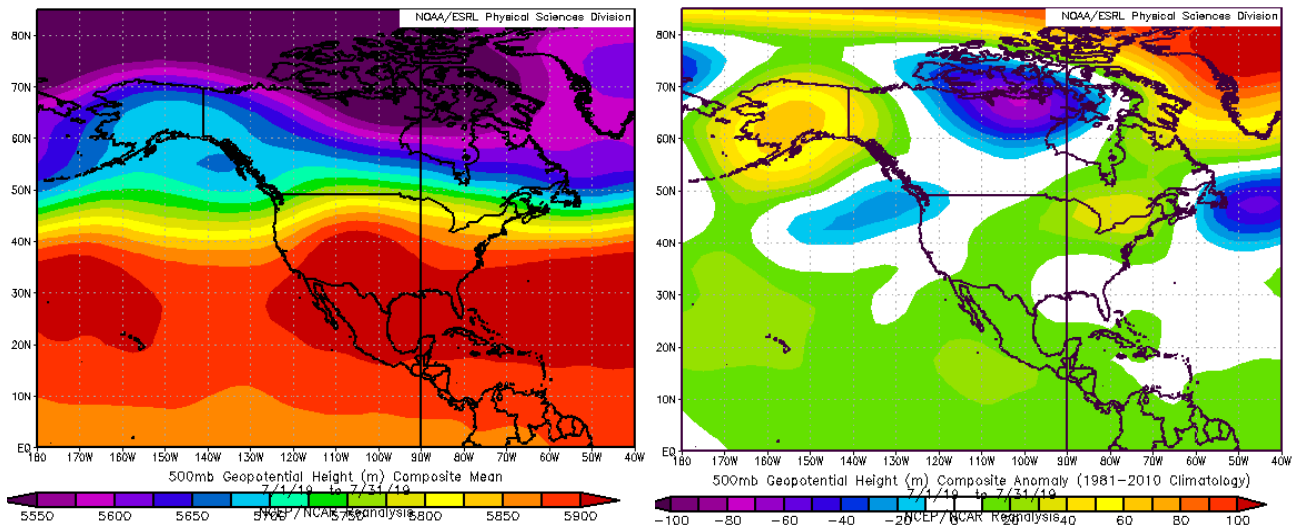 NOAA/ESRL Physical Sciences Division
80N
70N
60N
50N
40N
30N
20N
10N
EQ
180 170W 160W 150W 140W 130W 120W 110W 100W 90W 80W 70W 60W 50W 40W
500mb Geopotential Height (m) Composite Mean
7/1/19 to 7/31/19
NCEP/NCAR Reanalysis
5550 5600 5650 5700 5750 5800 5850 5900
NOAA/ESRL Physical Sciences Division
80N
70N
60N
50N
40N
30N
20N
10N
EQ
180 170W 160W 150W 140W 130W 120W 110W 100W 90W 80W 70W 60W 50W 40W
500mb Geopotential Height (m) Composite Anomaly (1981-2010 Climatology)
7/1/19 to 7/31/19
NCEP/NCAR Reanalysis
-100 -80 -60 -40 -20 0 20 40 60 80 100